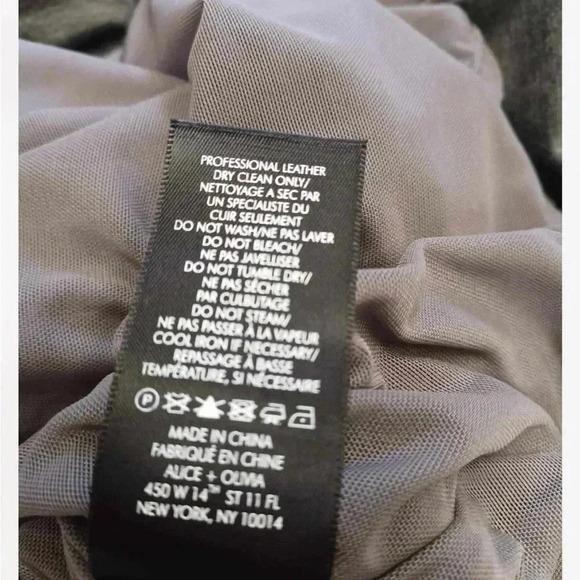 PROFESSIONAL LEATHER
DRY CLEAN ONLY/
NETTOYAGE A SEC PAR
UN SPECIALISTE DU
CUIR SEULEMENT
DO NOT WASH/NE PAS LAVER
DO NOT BLEACH/
NE PAS JAVELLISER
DO NOT TUMBLE DRY/
NE PAS SÉCHER
PAR CULBUTAGE
DO NOT STEAM/
NE PAS PASSER À LA VAPEUR
COOL IRON IF NECESSARY/
REPASSAGE À BASSE
TEMPÉRATURE, SI NÉCESSAIRE
P
MADE IN CHINA
FABRIQUÉ EN CHINE
ALICE + OLIVIA
450 W 14™ ST 11 FL
NEW YORK, NY 10014